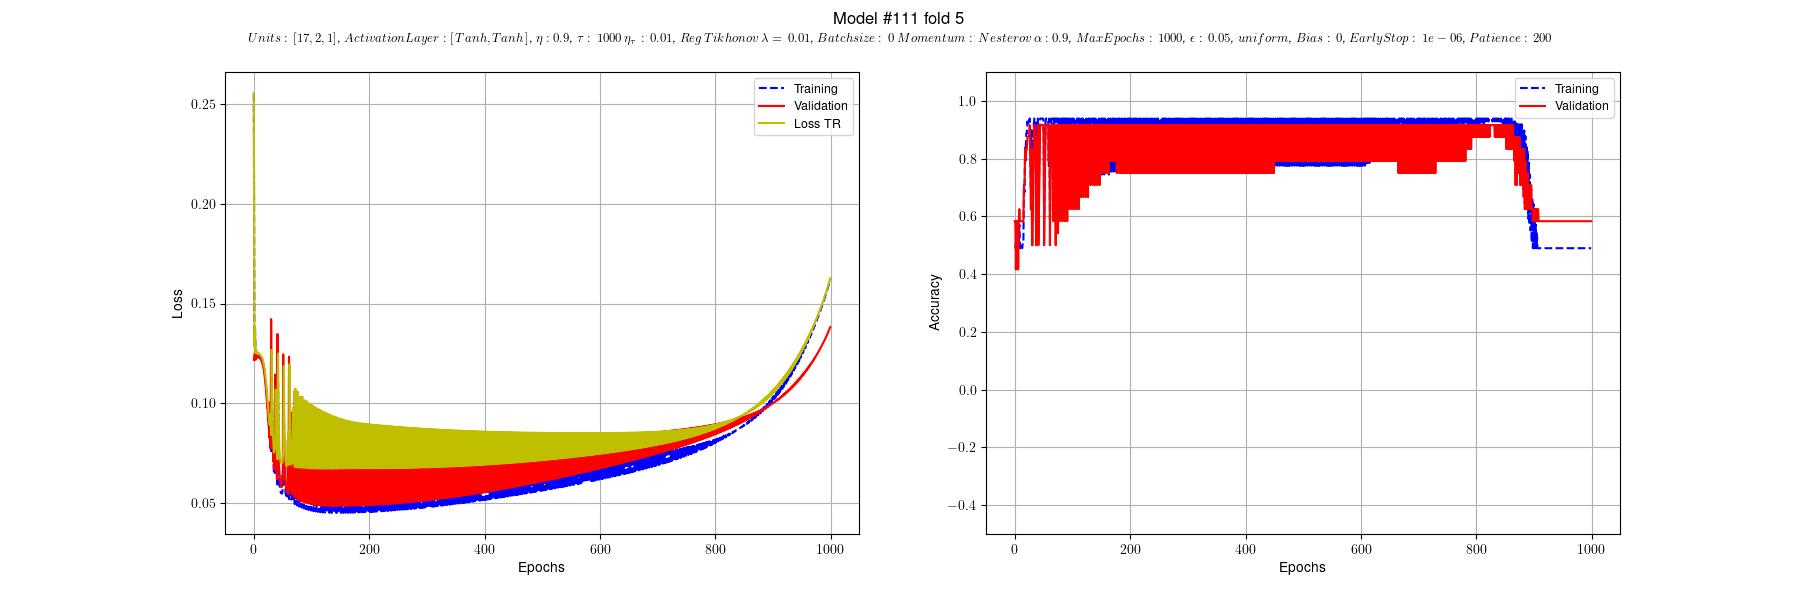 Model #111 fold 5
Units : [17, 2, 1], ActivationLayer : [Tanh, Tanh], η : 0.9, τ : 1000 η_τ : 0.01, Reg Tikhonov λ = 0.01, Batchsize : 0 Momentum : Nesterov α : 0.9, MaxEpochs : 1000, ϵ : 0.05, uniform, Bias : 0, EarlyStop : 1e − 06, Patience : 200
Loss
0.25
0.20
0.15
0.10
0.05
0 200 400 600 800 1000
Epochs
Training
Validation
Loss TR
Accuracy
1.0
0.8
0.6
0.4
0.2
0.0
−0.2
−0.4
0 200 400 600 800 1000
Epochs
Training
Validation